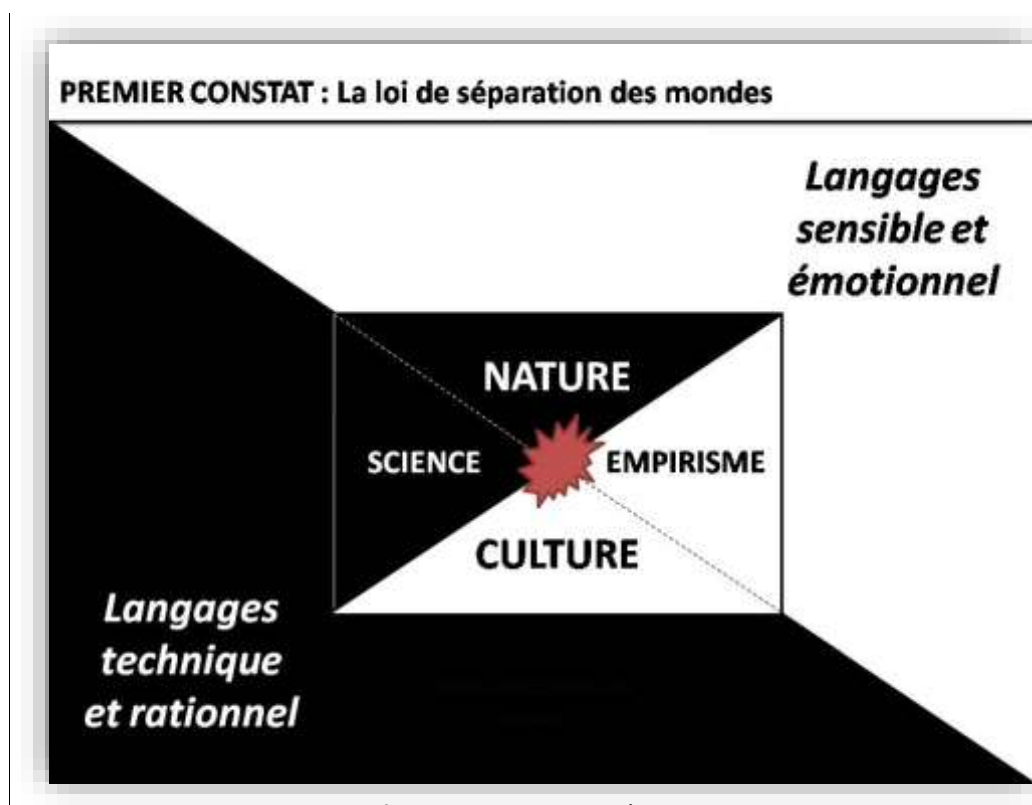 PREMIER CONSTAT : La loi de séparation des mondes
Langages
sensible et
émotionnel
NATURE
SCIENCE
EMPIRISME
CULTURE
Langages
technique
et rationnel